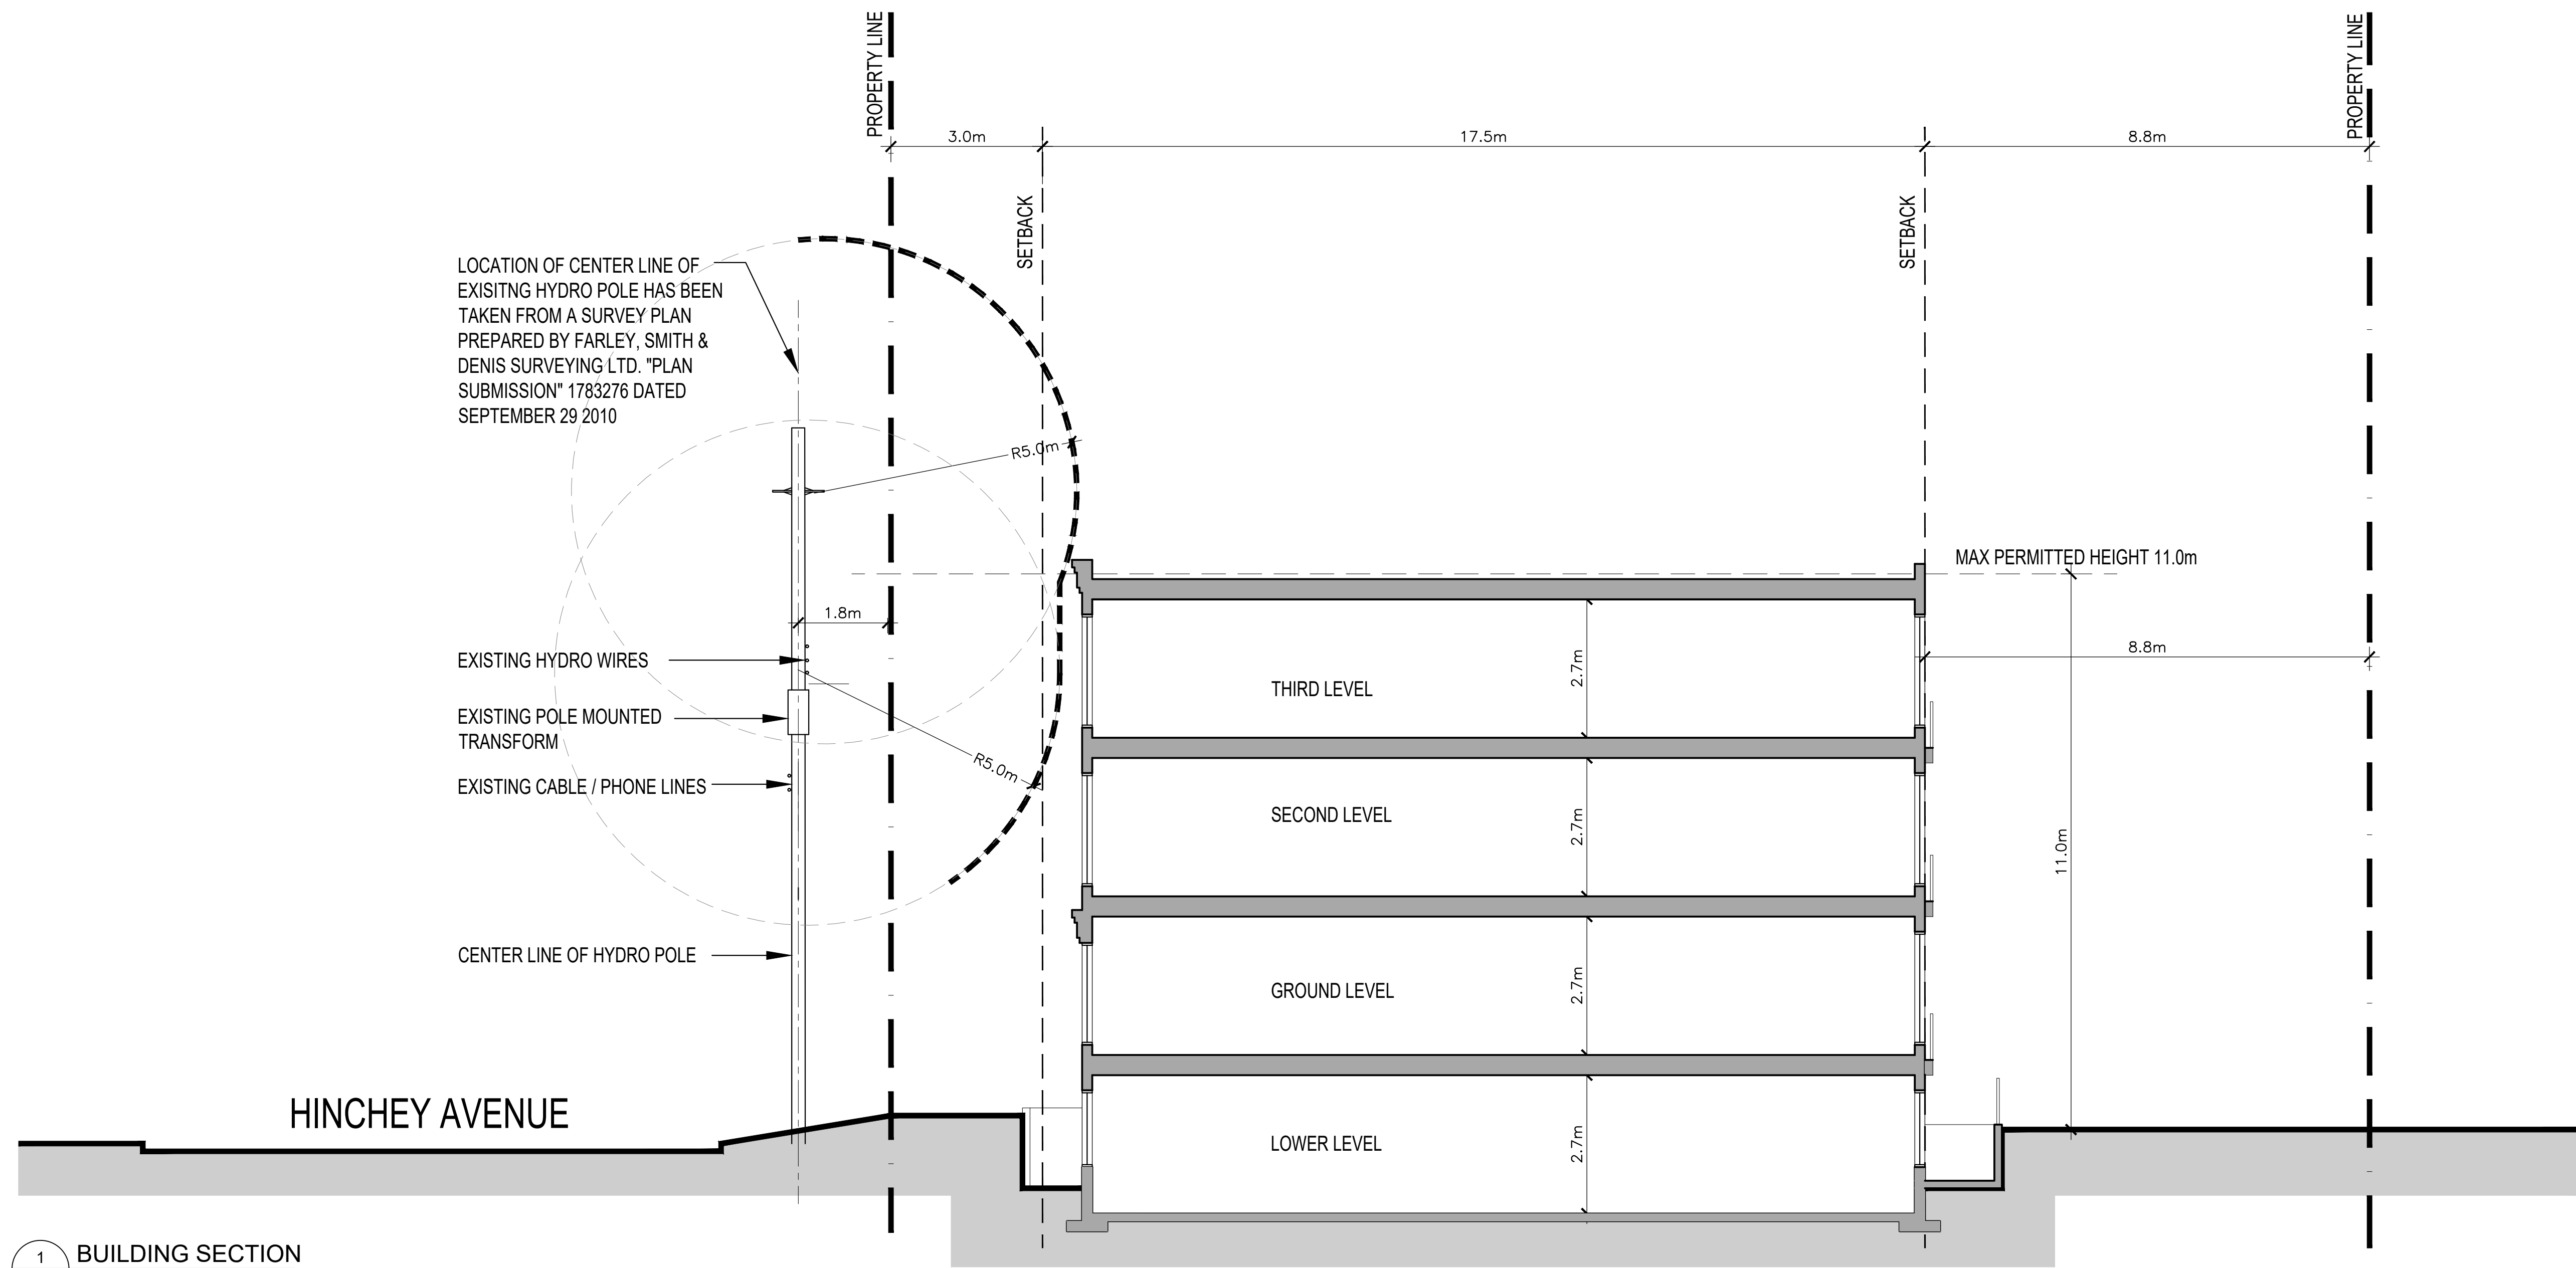 PROPERTY LINE
PROPERTY LINE
3.0m
17.5m
8.8m
SETBACK
SETBACK
LOCATION OF CENTER LINE OF
EXISITNG HYDRO POLE HAS BEEN
TAKEN FROM A SURVEY PLAN
PREPARED BY FARLEY, SMITH &
DENIS SURVEYING LTD. "PLAN
SUBMISSION" 1783276 DATED
SEPTEMBER 29 2010
R5.0m
MAX PERMITTED HEIGHT 11.0m
1.8m
8.8m
EXISTING HYDRO WIRES
2.7m
THIRD LEVEL
EXISTING POLE MOUNTED
TRANSFORM
R5.0m
EXISTING CABLE / PHONE LINES
SECOND LEVEL
2.7m
11.0m
CENTER LINE OF HYDRO POLE
GROUND LEVEL
2.7m
HINCHEY AVENUE
LOWER LEVEL
2.7m
1
BUILDING SECTION